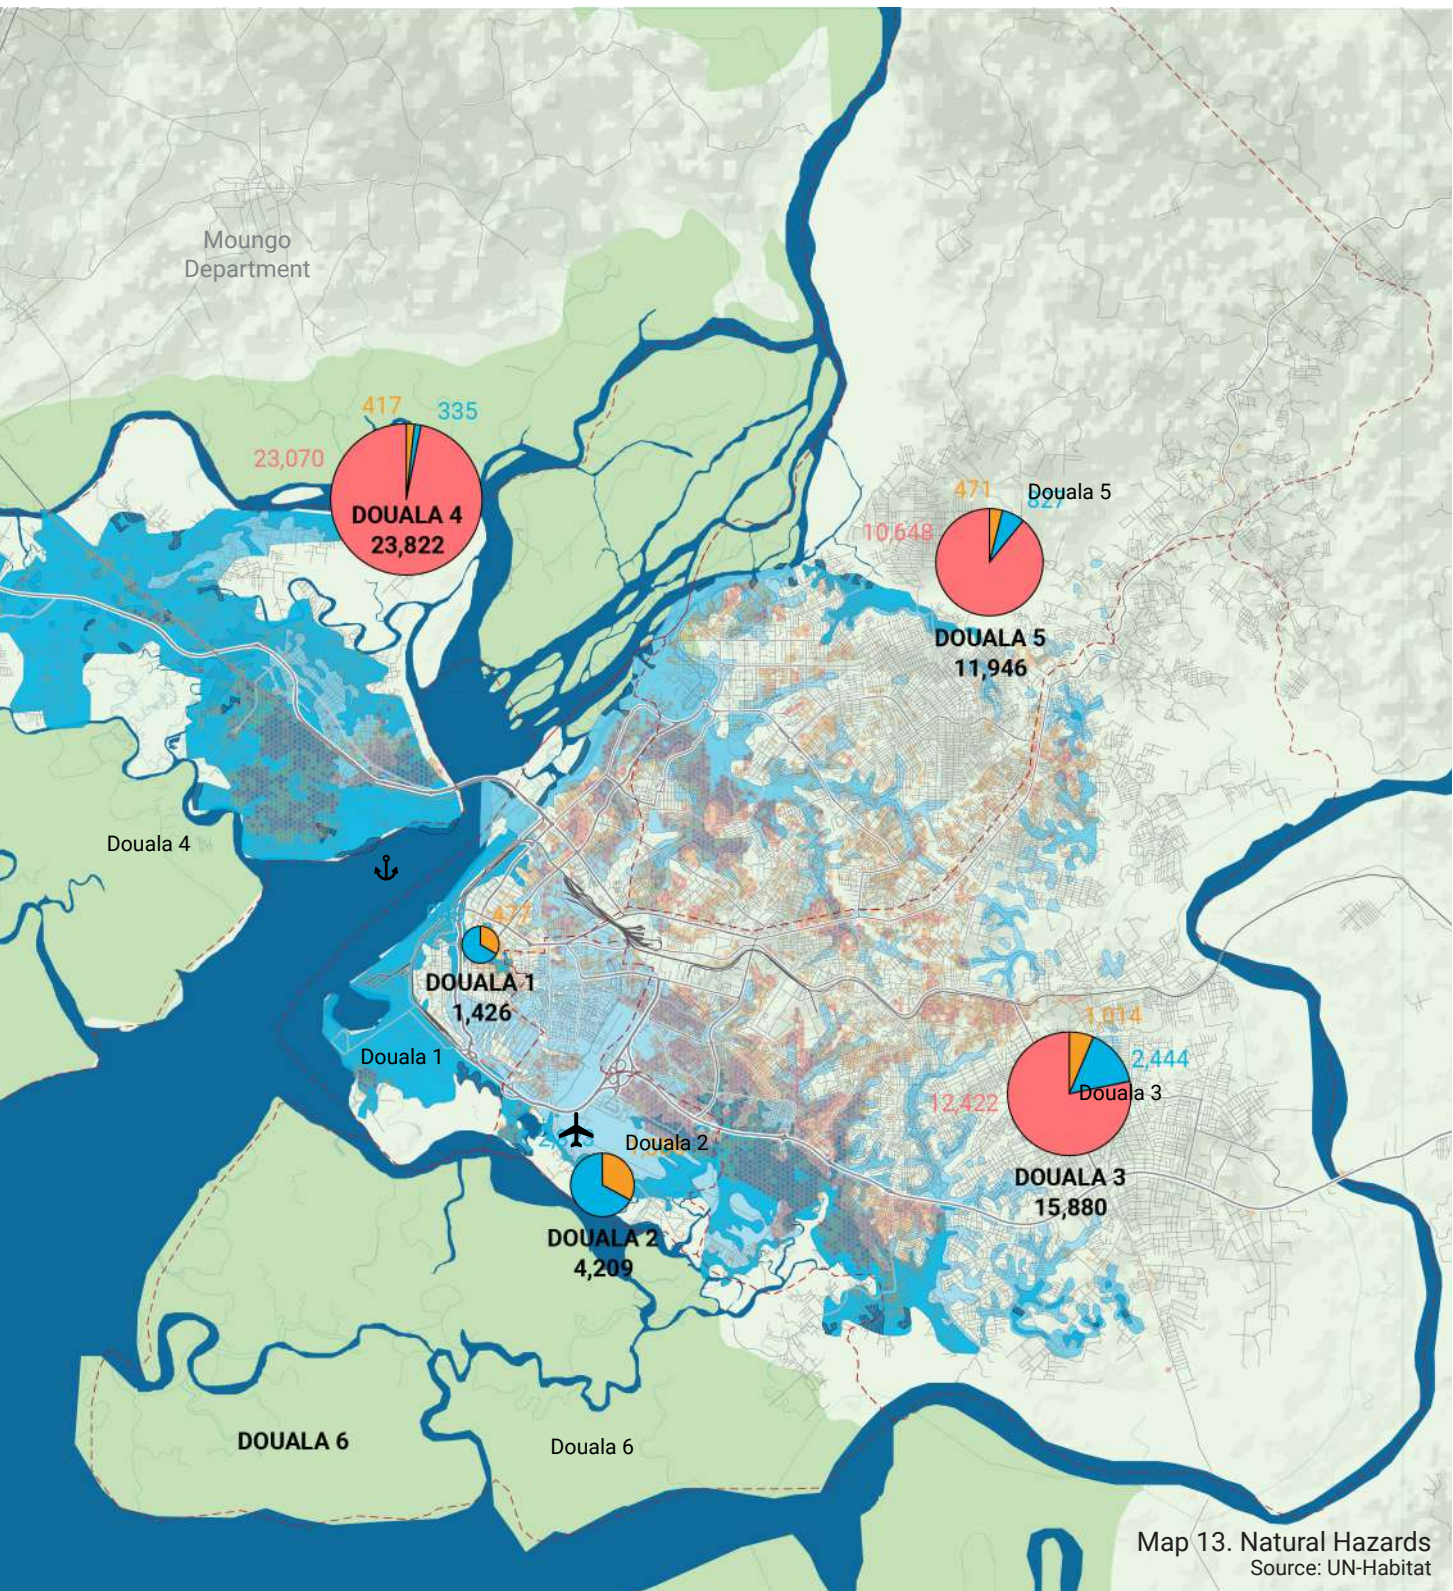 Moungo
Department
417
335
23,070
DOUALA 4
23,822
471
Douala 5
827
10,648
DOUALA 5
11,946
Douala 4
477
DOUALA 1
1,426
Douala 1
1,014
2,444
Douala 3
12,422
DOUALA 3
15,880
Douala 2
DOUALA 2
4,209
DOUALA 6
Douala 6
Map 13. Natural Hazards
Source: UN-Habitat